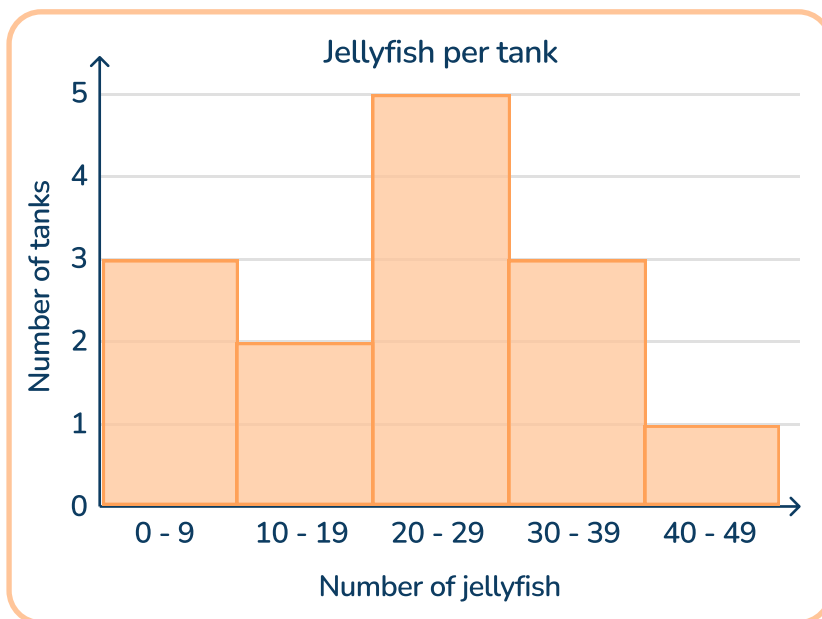 Jellyfish per tank
Number of tanks
5
4
3
2
1
0
0 - 9
10 - 19
20 - 29
30 - 39
40 - 49
Number of jellyfish